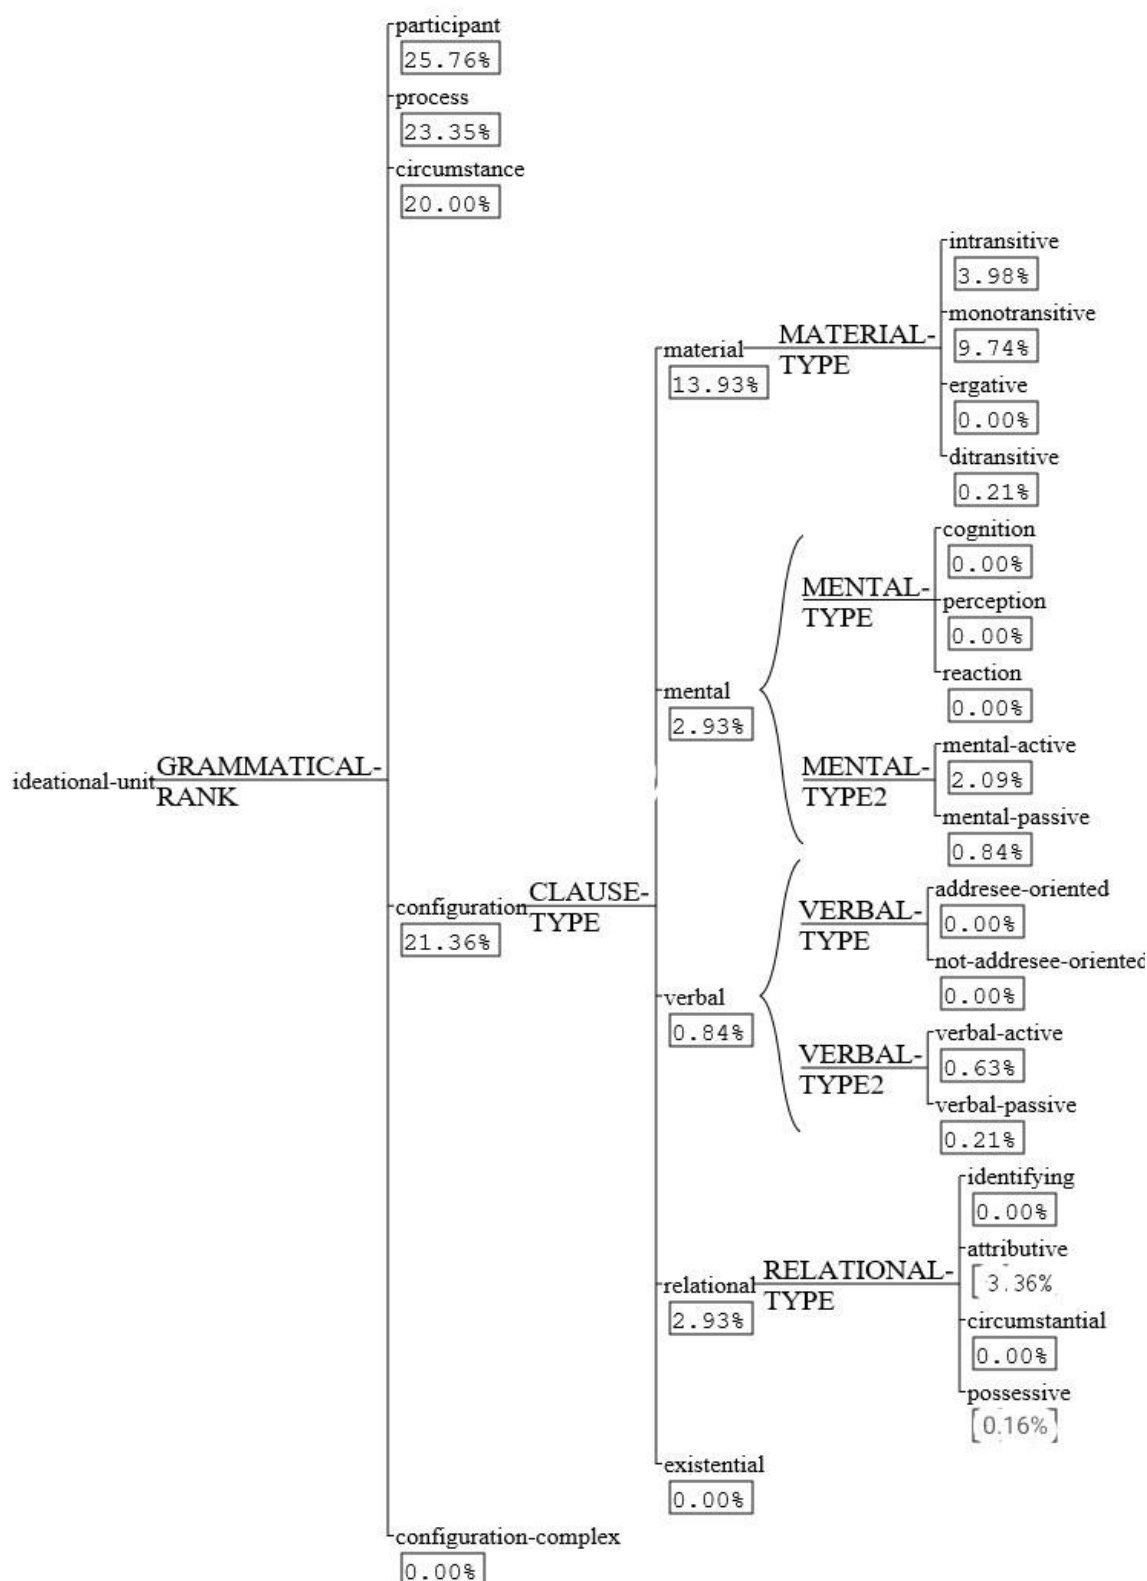 participant
25.76%
process
23.35%
circumstance
20.00%
intransitive
3.98%
monotransitive
9.74%
material
MATERIAL-
TYPE
13.93%
ergative
0.00%
ditransitive
0.21%
cognition
0.00%
MENTAL-
TYPE
perception
0.00%
reaction
0.00%
mental
2.93%
mental-active
2.09%
MENTAL-
TYPE2
mental-passive
0.84%
ideational-unit
GRAMMATICAL-
RANK
configuration
21.36%
CLAUSE-
TYPE
addresee-oriented
0.00%
VERBAL-
TYPE
not-addresee-oriented
0.00%
verbal
0.84%
verbal-active
0.63%
VERBAL-
TYPE2
verbal-passive
0.21%
identifying
0.00%
attributive
3.36%
relational
2.93%
RELATIONAL-
TYPE
circumstantial
0.00%
possessive
0.16%
existential
0.00%
configuration-complex
0.00%